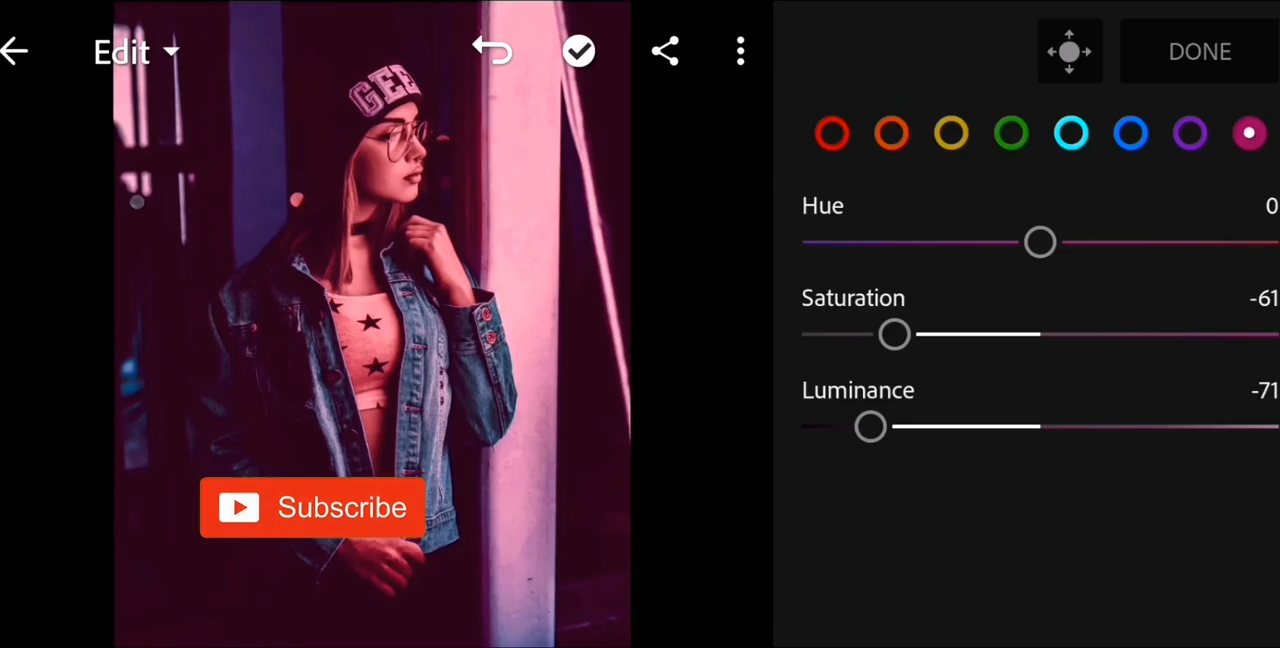 Edit
DONE
GEE
Hue 0
Saturation -61
Luminance -71
Subscribe